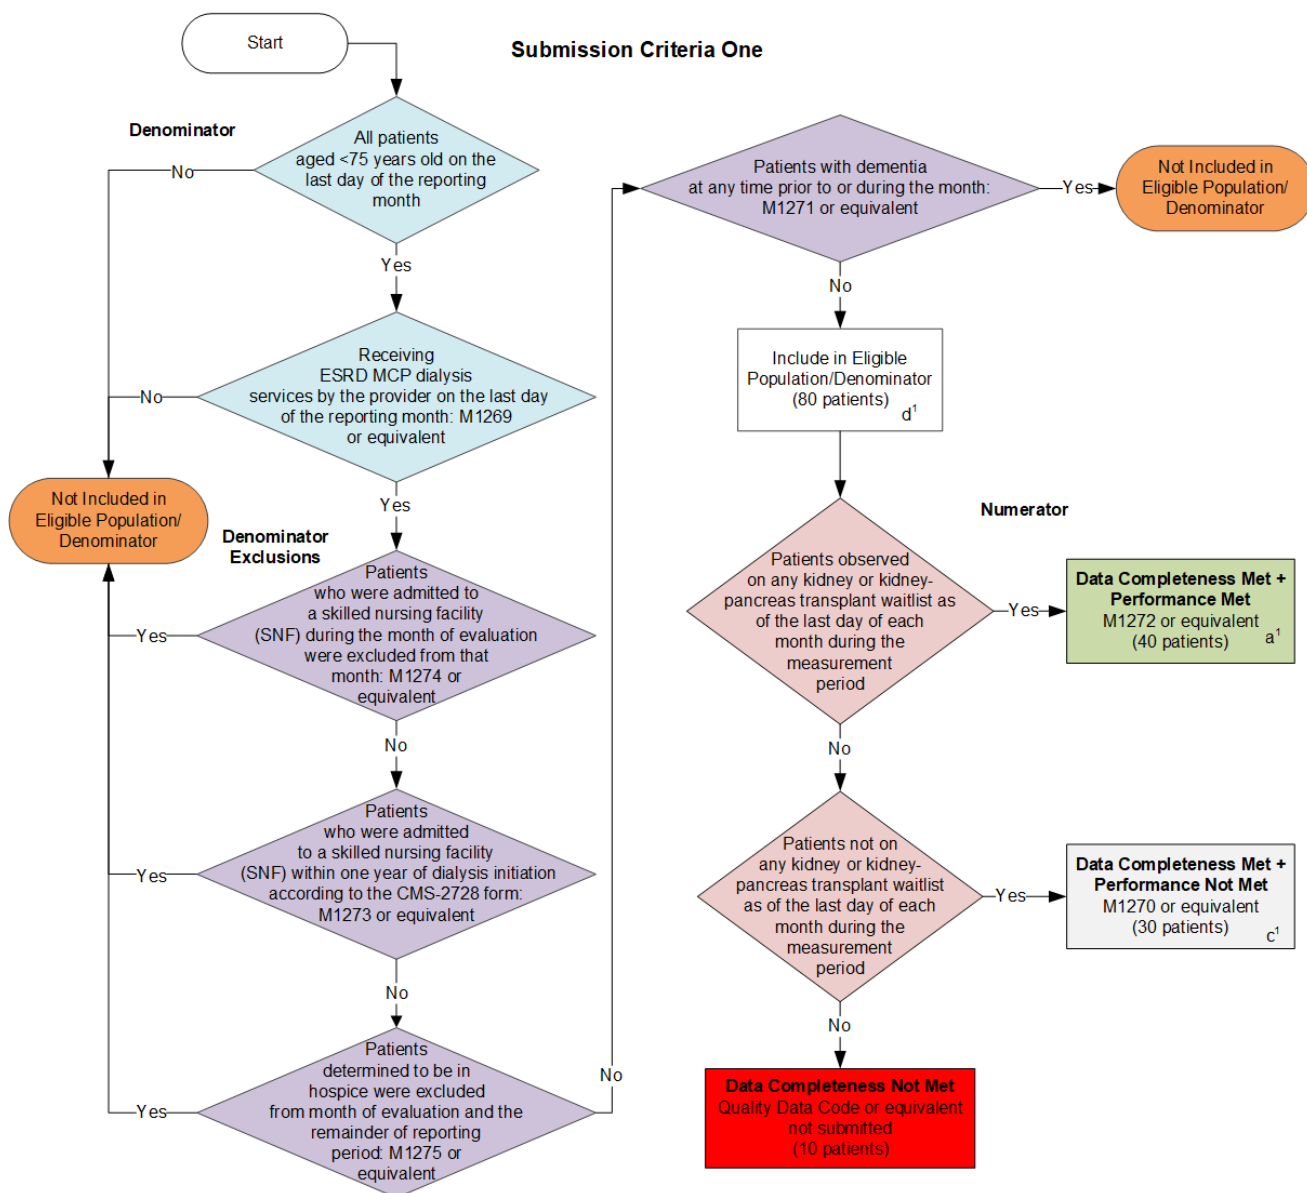 Start
Submission Criteria One
Denominator
All patients
aged <75 years old on the
last day of the reporting
month
No
Yes
Receiving
ESRD MCP dialysis
services by the provider on the last day
of the reporting month: M1269
or equivalent
No
Yes
Not Included in
Eligible Population/
Denominator
Denominator
Exclusions
Patients
who were admitted to
a skilled nursing facility
(SNF) during the month of evaluation
were excluded from that
month: M1274 or
equivalent
Yes
No
Patients
who were admitted
to a skilled nursing facility
(SNF) within one year of dialysis initiation
according to the CMS-2728 form:
M1273 or equivalent
Yes
No
Patients
determined to be in
hospice were excluded
from month of evaluation and the
remainder of reporting
period: M1275 or
equivalent
Yes
No
Patients with dementia
at any time prior to or during the month:
M1271 or equivalent
Yes
Not Included in
Eligible Population/
Denominator
No
Include in Eligible
Population/Denominator
(80 patients)
d¹
Numerator
Patients observed
on any kidney or kidney-
pancreas transplant waitlist as
of the last day of each
month during the
measurement
period
Yes
Data Completeness Met +
Performance Met
M1272 or equivalent
(40 patients)
a¹
No
Patients not on
any kidney or kidney-
pancreas transplant waitlist
as of the last day of each
month during the
measurement
period
Yes
Data Completeness Met +
Performance Not Met
M1270 or equivalent
(30 patients)
c¹
No
Data Completeness Not Met
Quality Data Code or equivalent
not submitted
(10 patients)